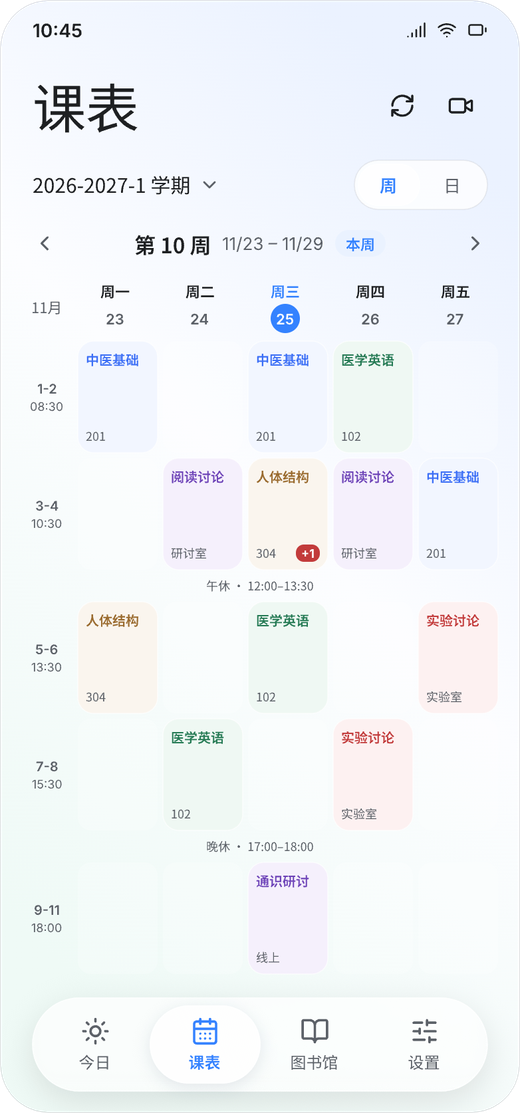 10:45
课表
2026-2027-1 学期
周 日
第 10 周 11/23 – 11/29 本周
11月 周一 周二 周三 周四 周五
23 24 25 26 27
1-2
08:30
中医基础 中医基础 医学英语
201 201 102
3-4
10:30
阅读讨论 人体结构 阅读讨论 中医基础
研讨室 304 +1 研讨室 201
午休 · 12:00–13:30
5-6
13:30
人体结构 医学英语 实验讨论
304 102 实验室
7-8
15:30
医学英语 实验讨论
102 实验室
晚休 · 17:00–18:00
9-11
18:00
通识研讨
线上
今日 课表 图书馆 设置